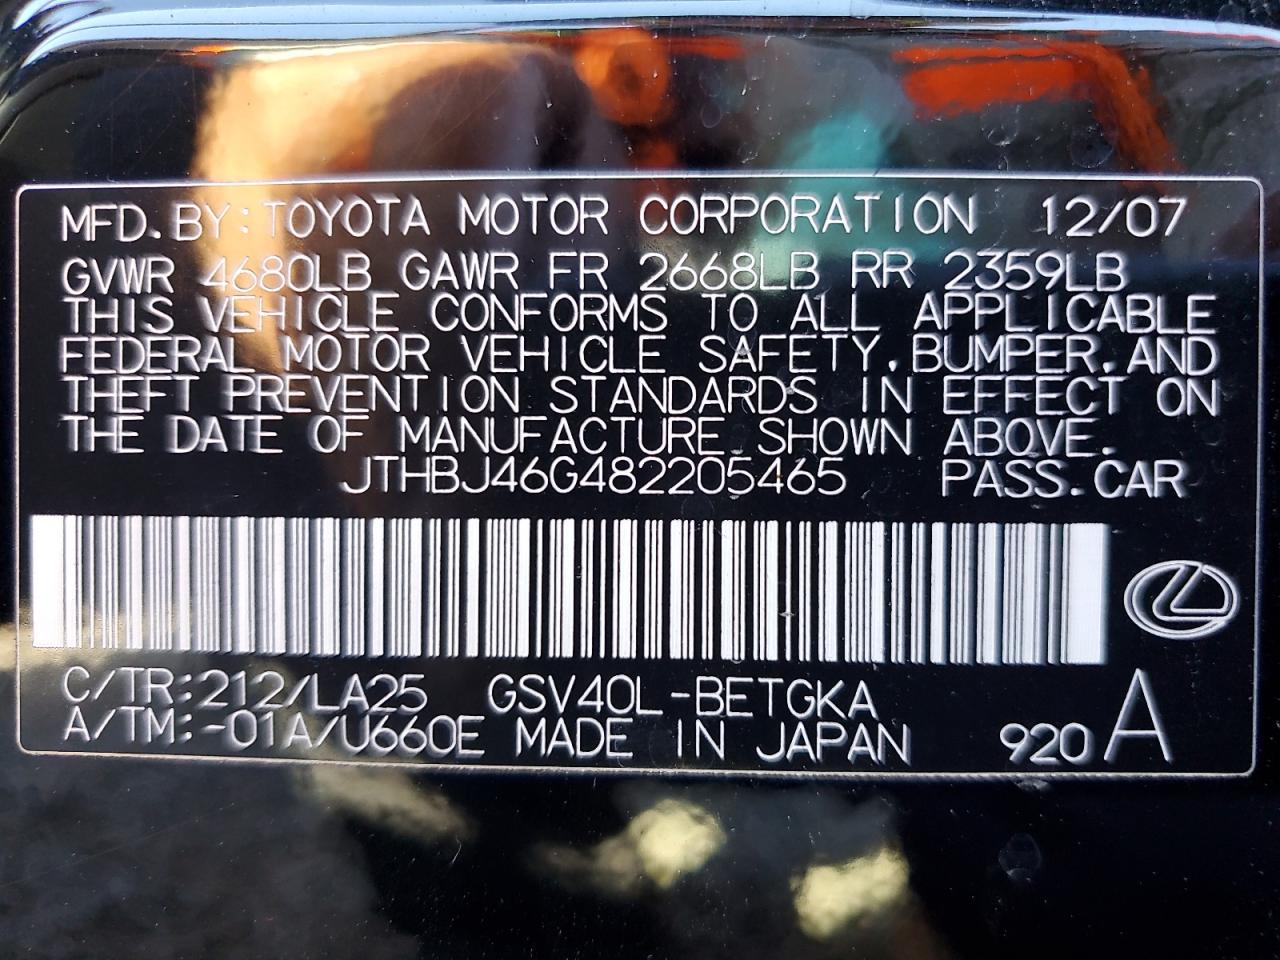 MFD. BY: TOYOTA MOTOR CORPORATION 12/07
GVWR 4680LB GAWR FR 2668LB RR 2359LB
THIS VEHICLE CONFORMS TO ALL APPLICABLE
FEDERAL MOTOR VEHICLE SAFETY, BUMPER, AND
THEFT PREVENTION STANDARDS IN EFFECT ON
THE DATE OF MANUFACTURE SHOWN ABOVE.
JTHBJ46G482205465 PASS. CAR
C/TR: 212/LA25 GSV40L-BETGKA
A/TM: -01A/U660E MADE IN JAPAN 920 A